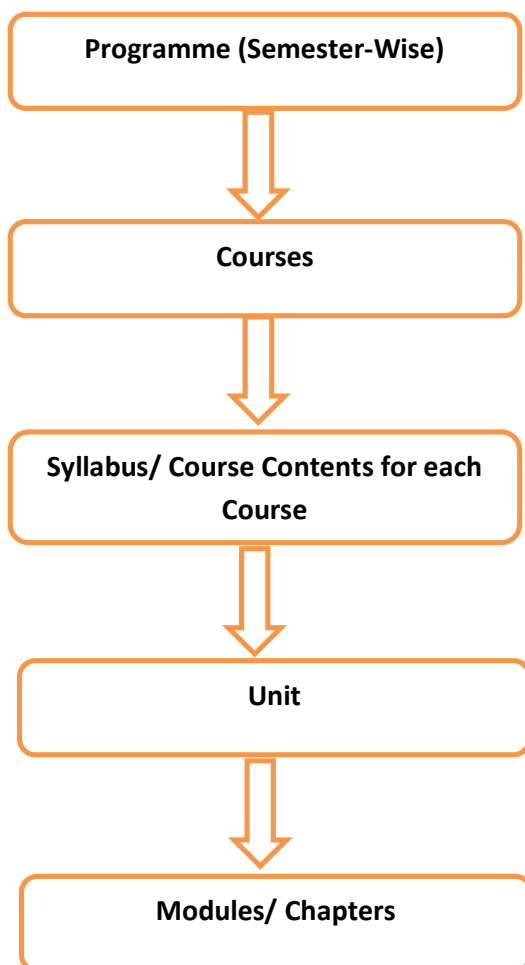 Programme (Semester-Wise)
Courses
Syllabus/ Course Contents for each
Course
Unit
Modules/ Chapters